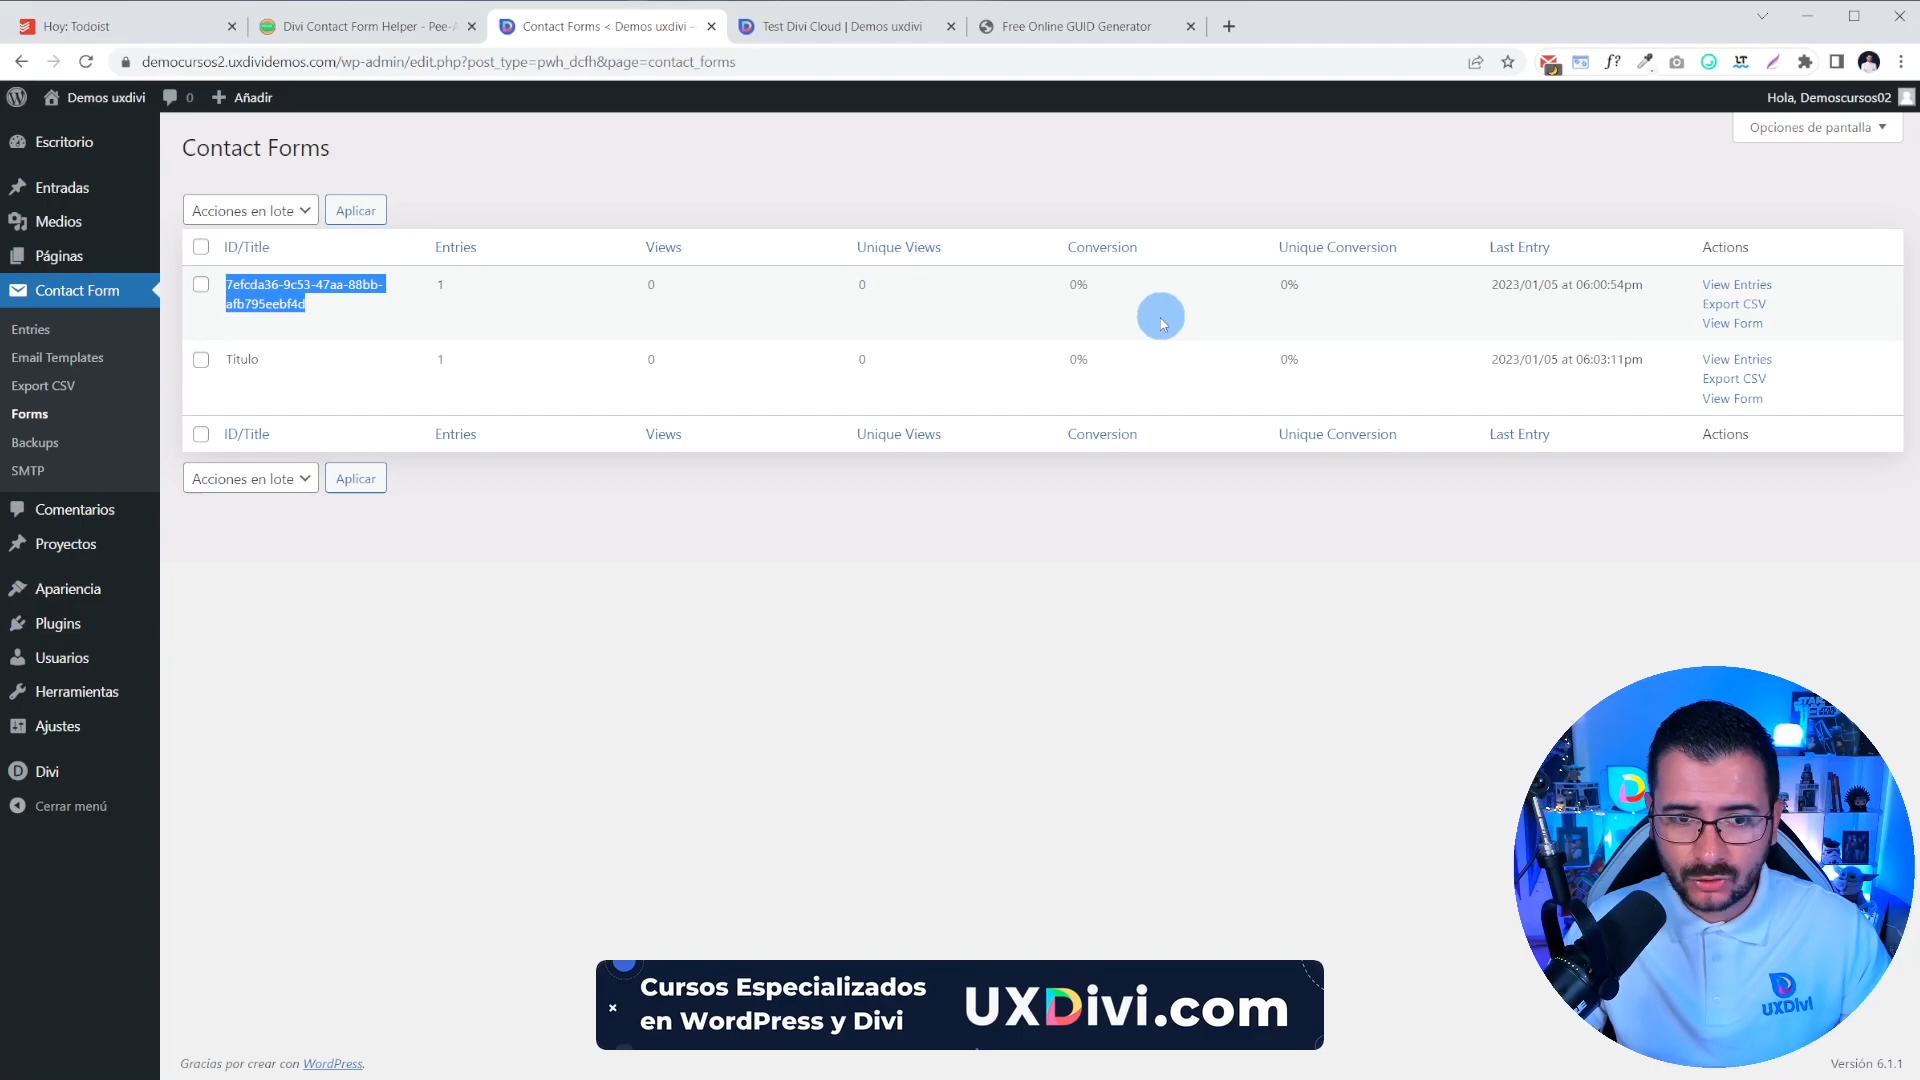 Hoy: Todoist
Divi Contact Form Helper - Pee-A
Contact Forms < Demos uxdivi –
Test Divi Cloud | Demos uxdivi
Free Online GUID Generator
democursos2.uxdividemos.com/wp-admin/edit.php?post_type=pwh_dcfh&page=contact_forms
Demos uxdivi
0
Añadir
Hola, Demoscursos02
Opciones de pantalla
Escritorio
Entradas
Medios
Páginas
Contact Form
Entries
Email Templates
Export CSV
Forms
Backups
SMTP
Comentarios
Proyectos
Apariencia
Plugins
Usuarios
Herramientas
Ajustes
Divi
Cerrar menú
Contact Forms
Acciones en lote
Aplicar
ID/Title Entries Views Unique Views Conversion Unique Conversion Last Entry Actions
7efcda36-9c53-47aa-88bb-
afb795eebf4d
1 0 0 0% 0% 2023/01/05 at 06:00:54pm
View Entries
Export CSV
View Form
Titulo 1 0 0 0% 0% 2023/01/05 at 06:03:11pm
View Entries
Export CSV
View Form
ID/Title Entries Views Unique Views Conversion Unique Conversion Last Entry Actions
Acciones en lote
Aplicar
Cursos Especializados
en WordPress y Divi
UXDivi.com
UXDivi
Gracias por crear con WordPress.
Versión 6.1.1